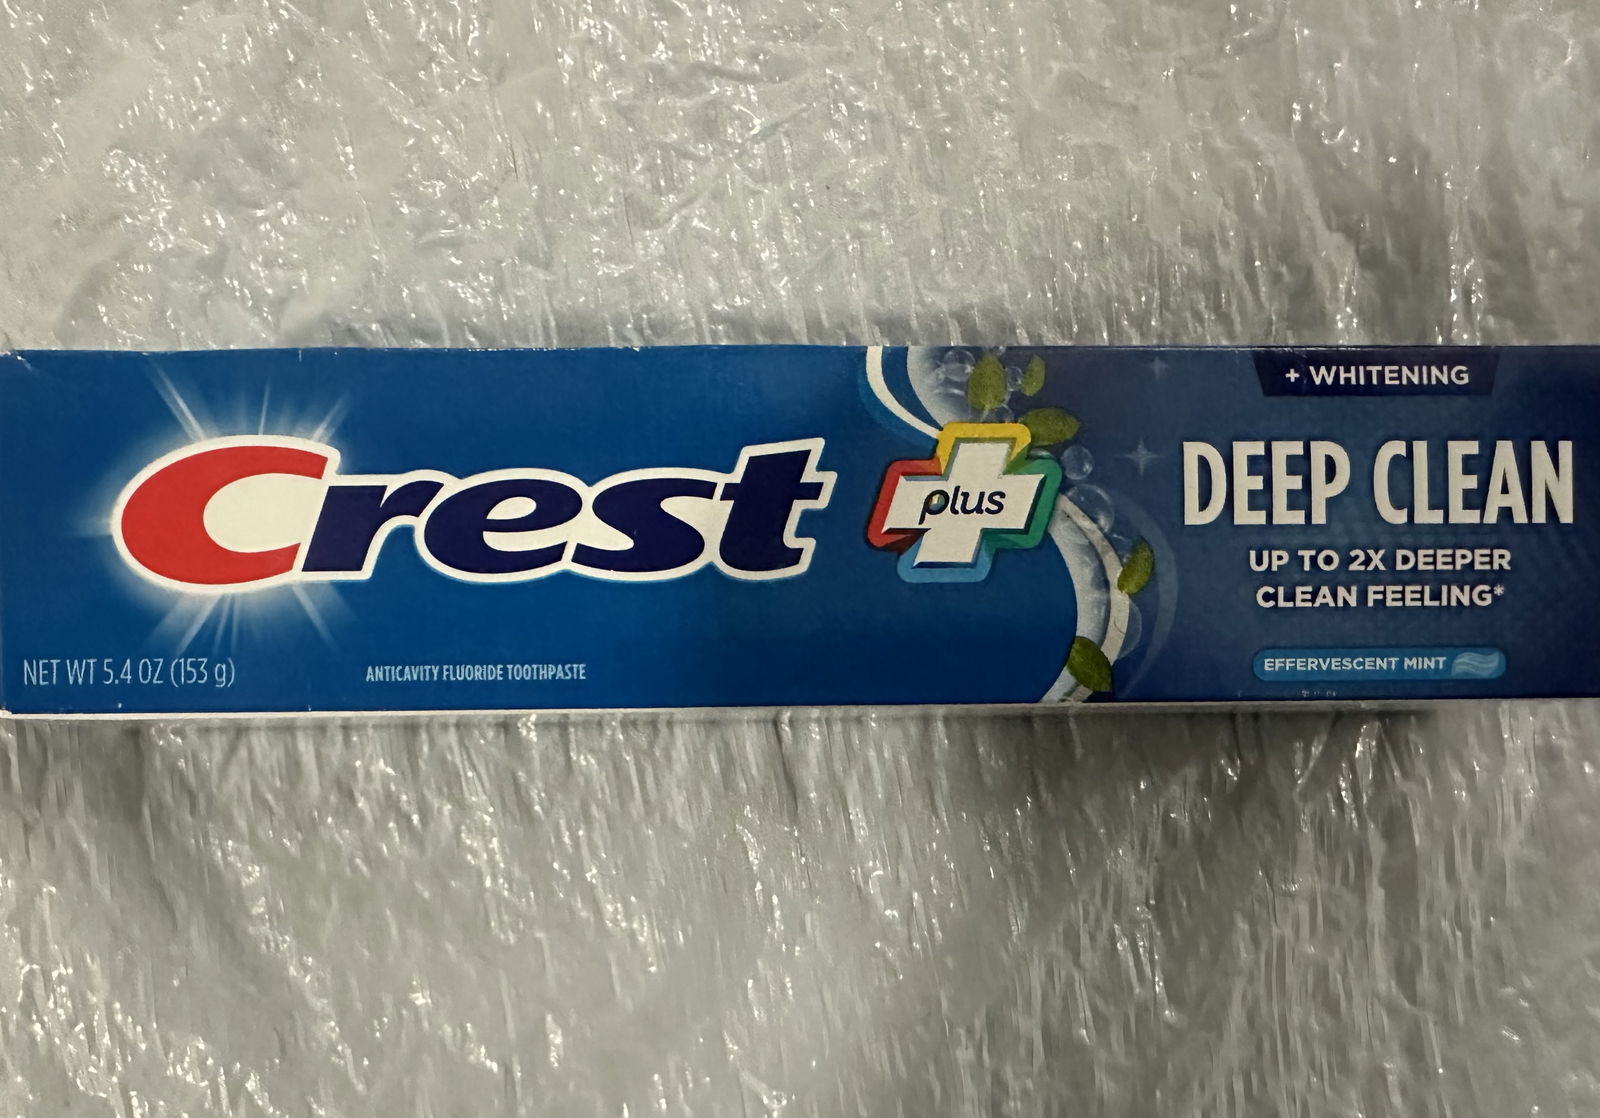 Crest
plus
+ WHITENING
DEEP CLEAN
UP TO 2X DEEPER
CLEAN FEELING*
EFFERVESCENT MINT
NET WT 5.4 OZ (153 g)
ANTICAVITY FLUORIDE TOOTHPASTE